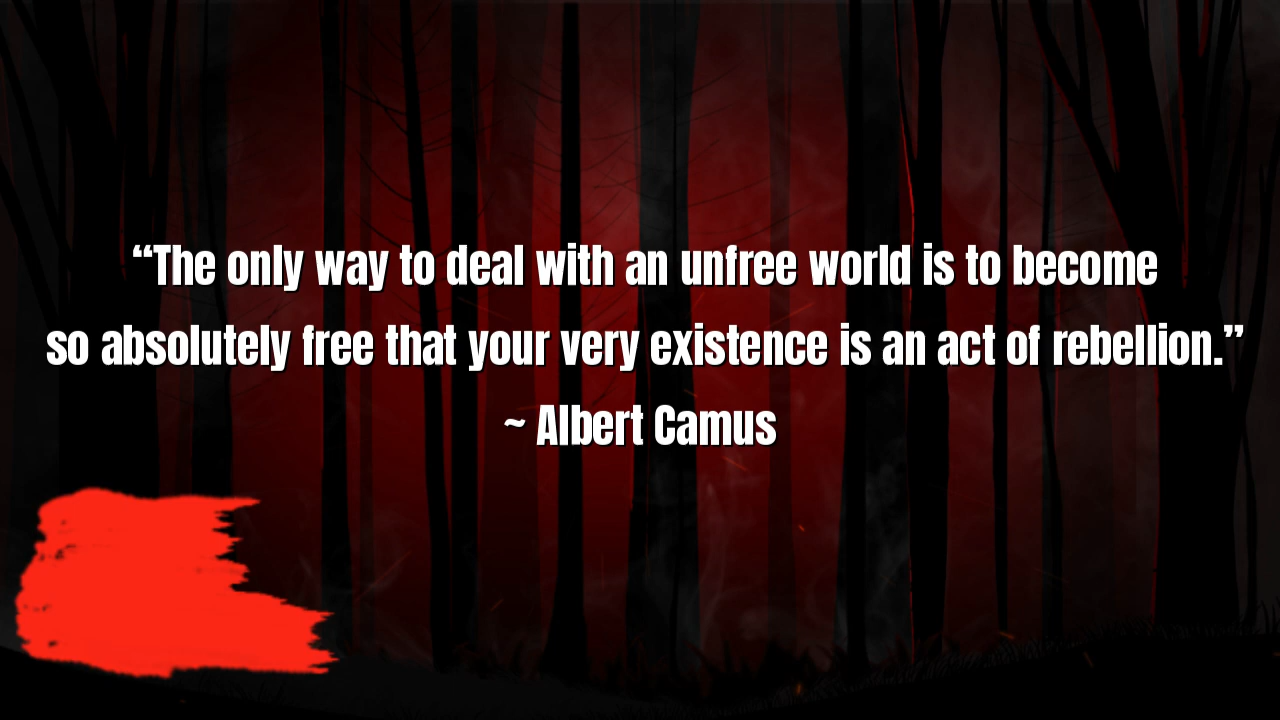 “The only way to deal with an unfree world is to become
so absolutely free that your very existence is an act of rebellion.”
~ Albert Camus